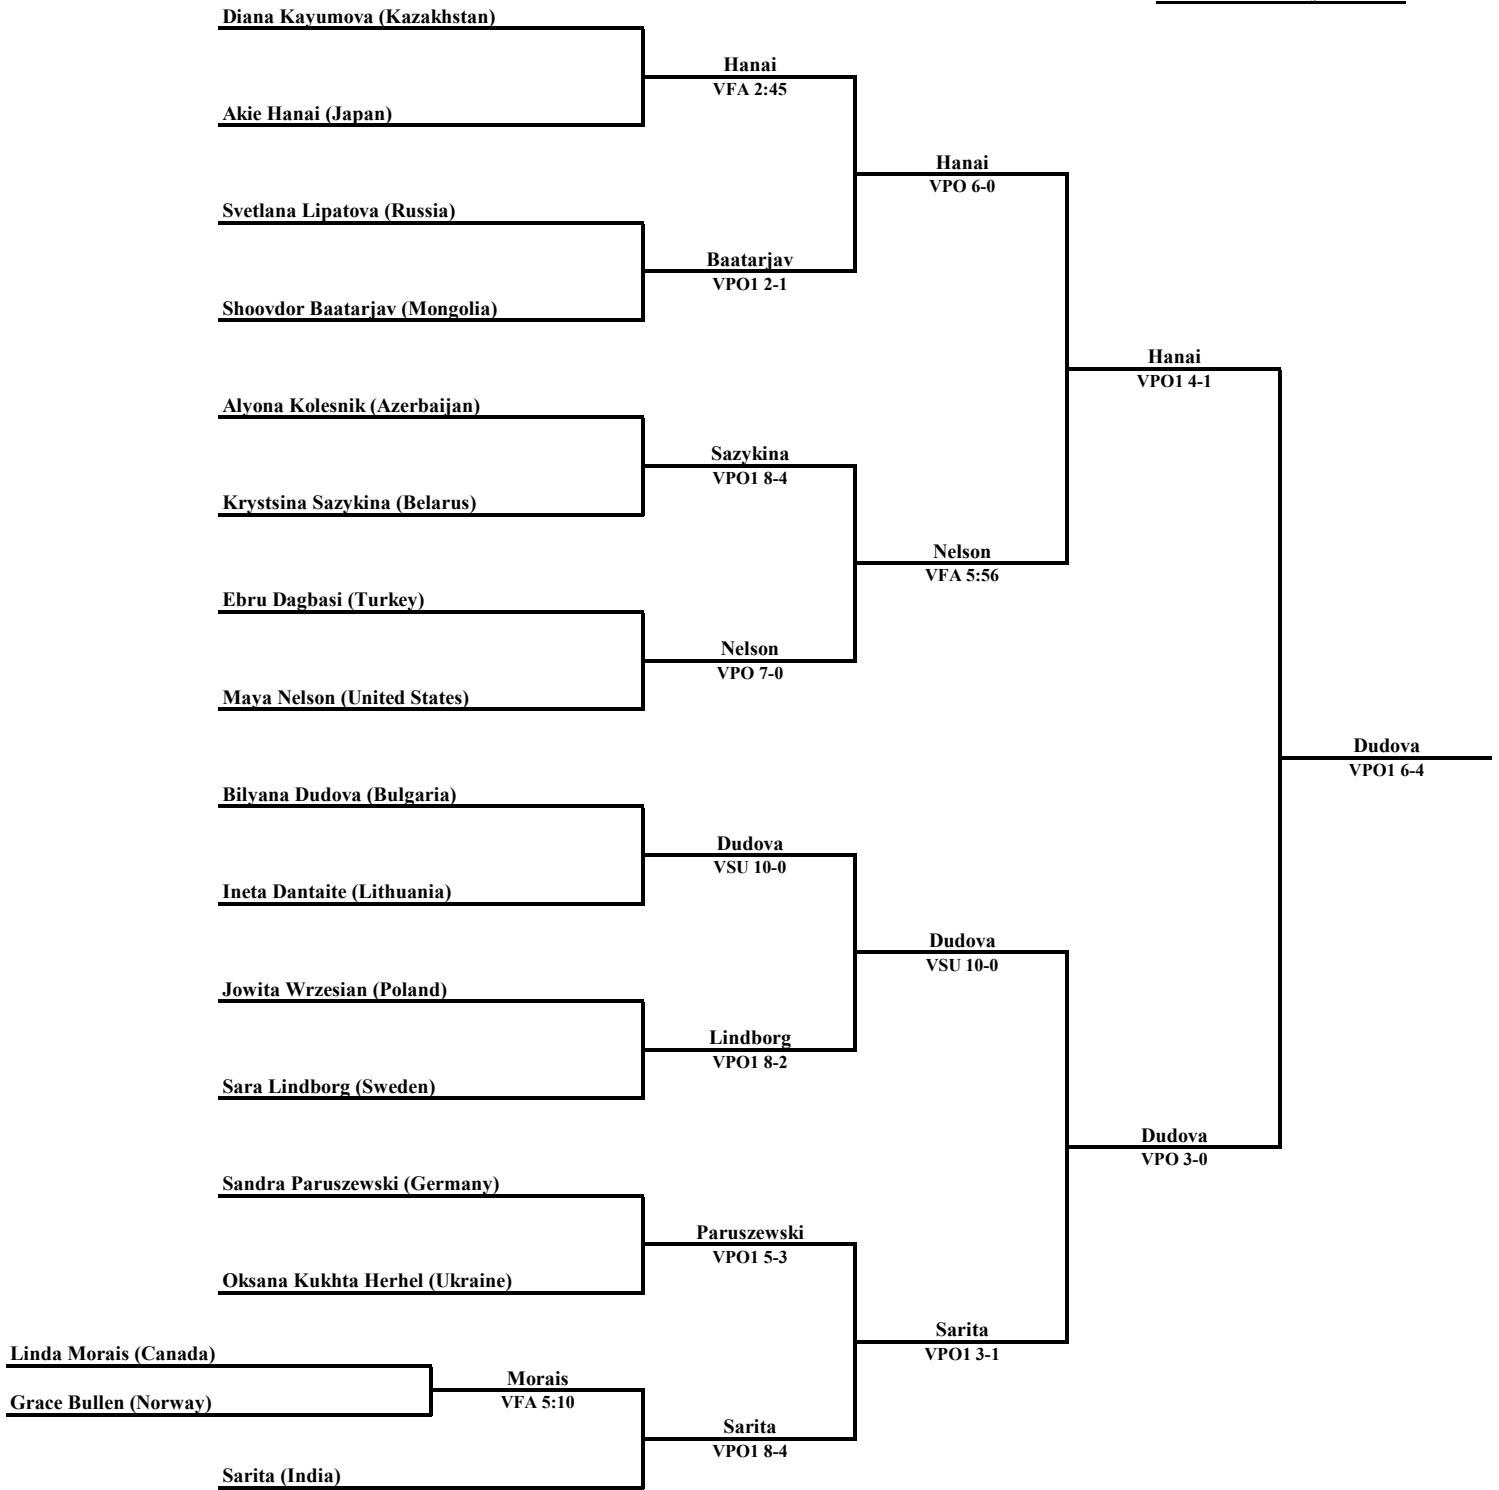 Diana Kayumova (Kazakhstan)
Hanai
VFA 2:45
Akie Hanai (Japan)
Hanai
VPO 6-0
Svetlana Lipatova (Russia)
Baatarjav
VPO1 2-1
Shoovdor Baatarjav (Mongolia)
Hanai
VPO1 4-1
Alyona Kolesnik (Azerbaijan)
Sazykina
VPO1 8-4
Krystsina Sazykina (Belarus)
Nelson
VFA 5:56
Ebru Dagbasi (Turkey)
Nelson
VPO 7-0
Maya Nelson (United States)
Dudova
VPO1 6-4
Bilyana Dudova (Bulgaria)
Dudova
VSU 10-0
Ineta Dantaite (Lithuania)
Dudova
VSU 10-0
Jowita Wrzesian (Poland)
Lindborg
VPO1 8-2
Sara Lindborg (Sweden)
Dudova
VPO 3-0
Sandra Paruszewski (Germany)
Paruszewski
VPO1 5-3
Oksana Kukhta Herhel (Ukraine)
Sarita
VPO1 3-1
Linda Morais (Canada)
Morais
VFA 5:10
Grace Bullen (Norway)
Sarita
VPO1 8-4
Sarita (India)